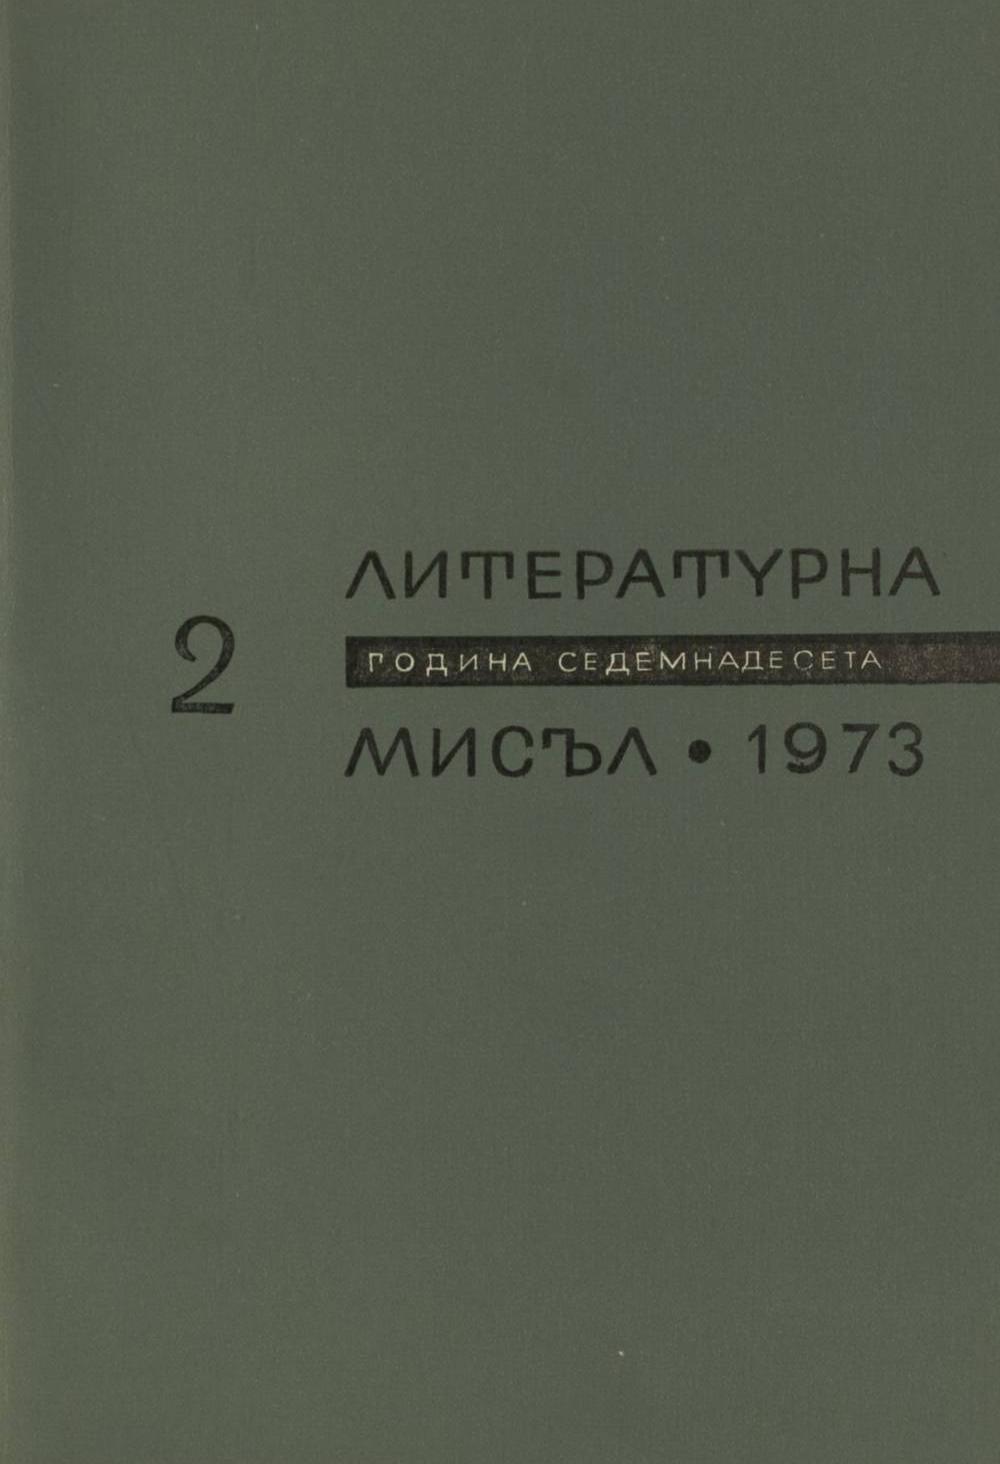 ЛИТЕРАТУРНА
2
ГОДИНА СЕДЕМНАДЕСЕТА
МИСЪЛ • 1973